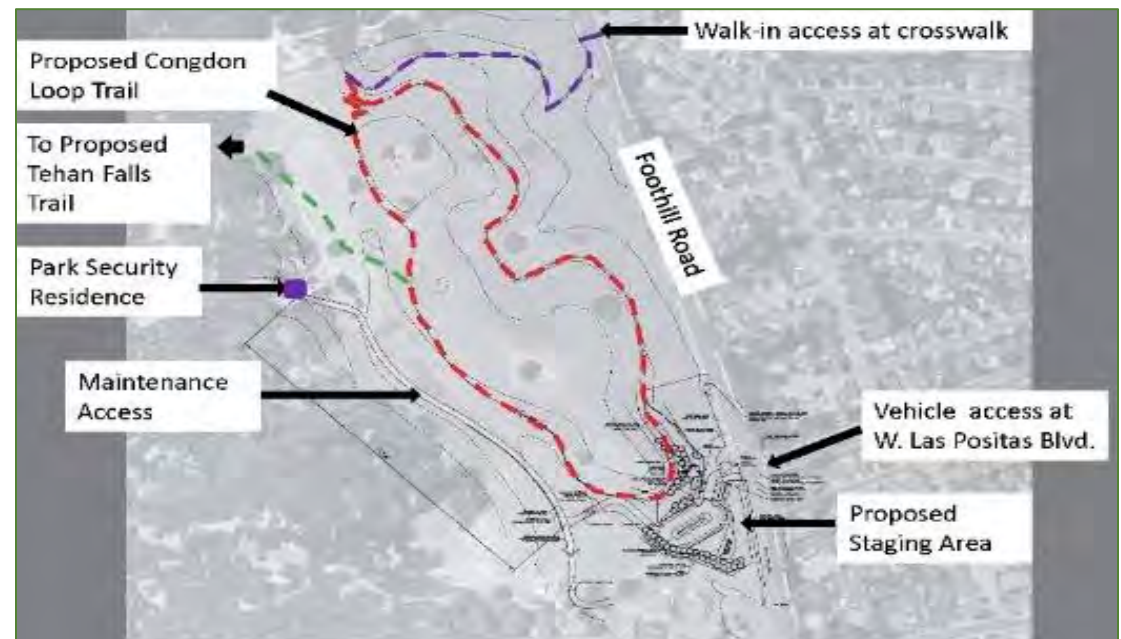 Walk-in access at crosswalk
Proposed Congdon
Loop Trail
To Proposed
Tehan Falls
Trail
Foothill Road
Park Security
Residence
Maintenance
Access
Vehicle access at
W. Las Positas Blvd.
Proposed
Staging Area